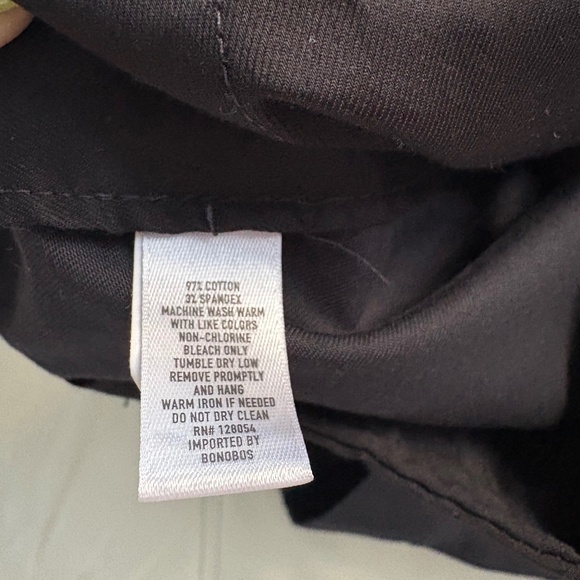 97% COTTON
3% SPANDEX
MACHINE WASH WARM
WITH LIKE COLORS
NON-CHLORINE
BLEACH ONLY
TUMBLE DRY LOW
REMOVE PROMPTLY
AND HANG
WARM IRON IF NEEDED
DO NOT DRY CLEAN
RN# 128054
IMPORTED BY
BONOBOS